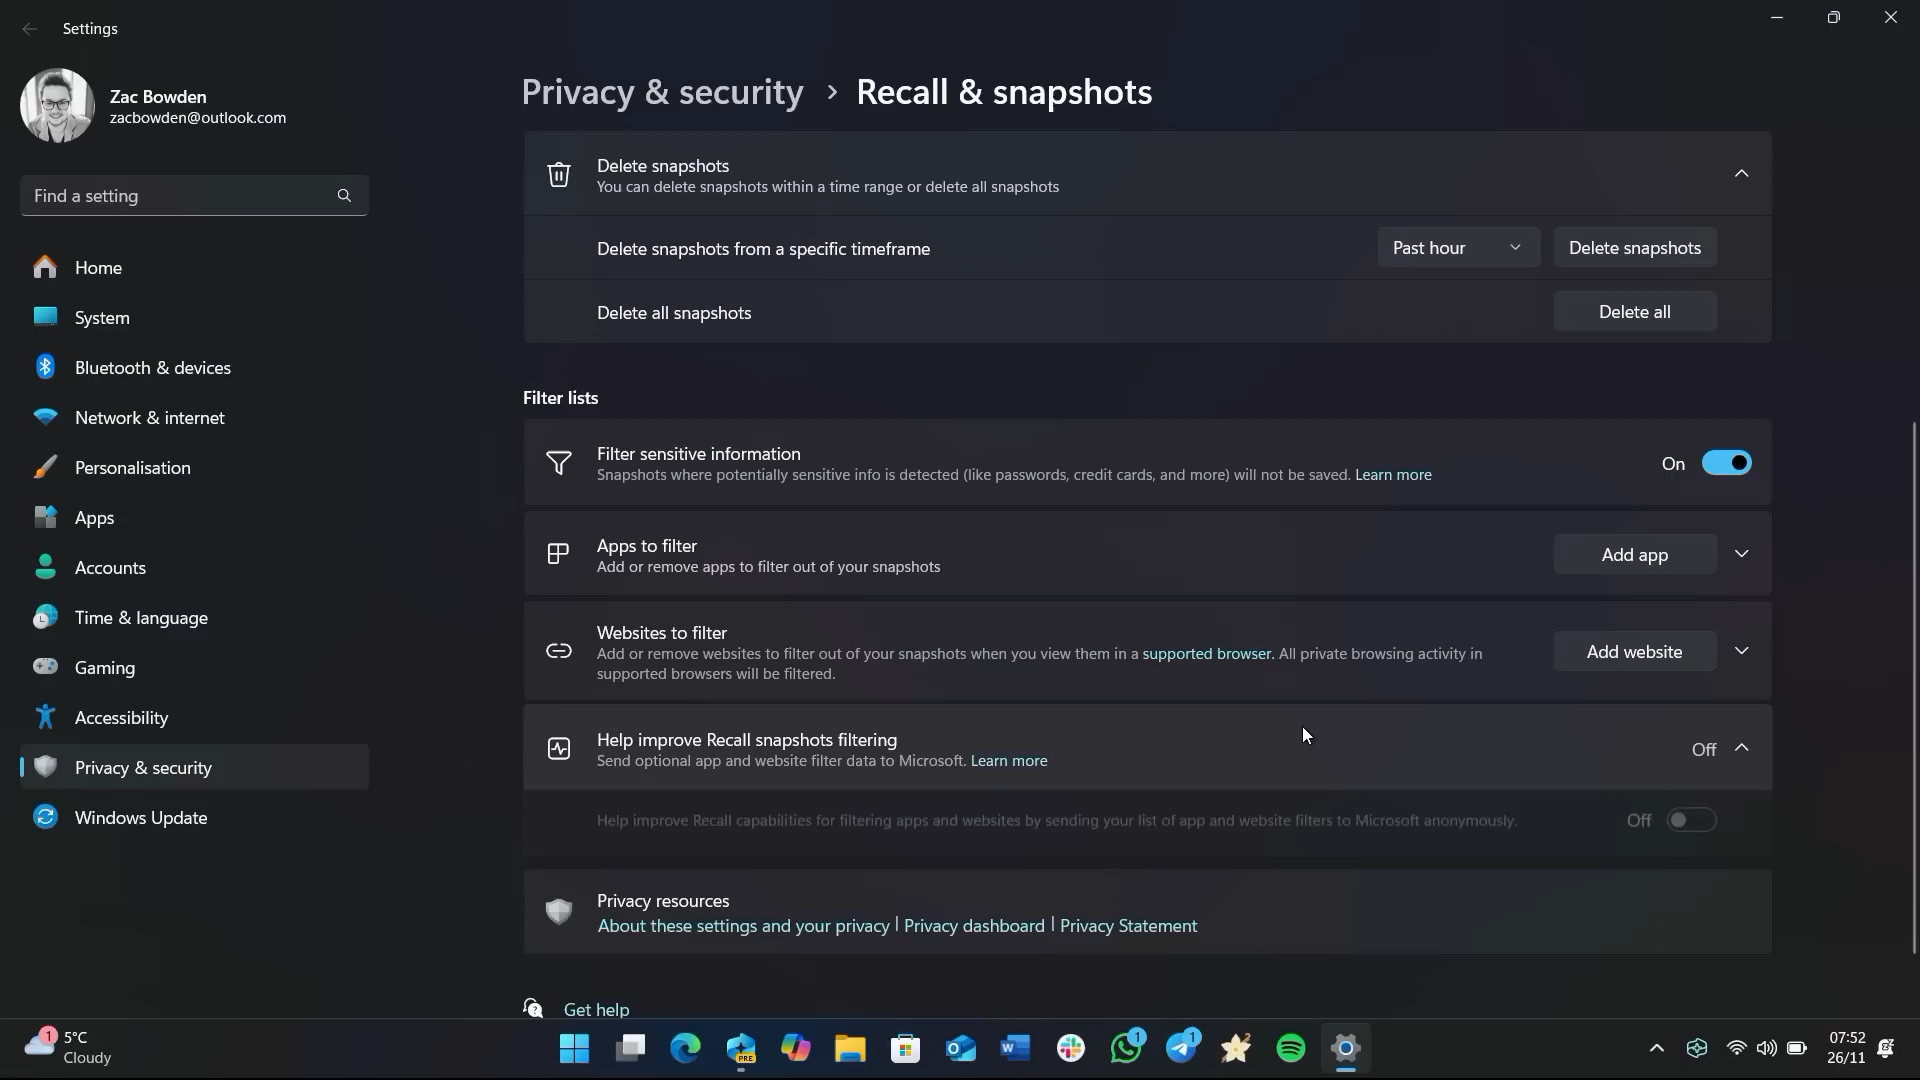 Settings
Zac Bowden
zacbowden@outlook.com
Find a setting
Home
System
Bluetooth & devices
Network & internet
Personalisation
Apps
Accounts
Time & language
Gaming
Accessibility
Privacy & security
Windows Update
Privacy & security › Recall & snapshots
Delete snapshots
You can delete snapshots within a time range or delete all snapshots
Delete snapshots from a specific timeframe Past hour Delete snapshots
Delete all snapshots Delete all
Filter lists
Filter sensitive information
Snapshots where potentially sensitive info is detected (like passwords, credit cards, and more) will not be saved. Learn more
On
Apps to filter
Add or remove apps to filter out of your snapshots
Add app
Websites to filter
Add or remove websites to filter out of your snapshots when you view them in a supported browser. All private browsing activity in
supported browsers will be filtered.
Add website
Help improve Recall snapshots filtering
Send optional app and website filter data to Microsoft. Learn more
Off
Help improve Recall capabilities for filtering apps and websites by sending your list of app and website filters to Microsoft anonymously. Off
Privacy resources
About these settings and your privacy | Privacy dashboard | Privacy Statement
Get help
1
5°C
Cloudy
PRE
1
1
07:52
26/11